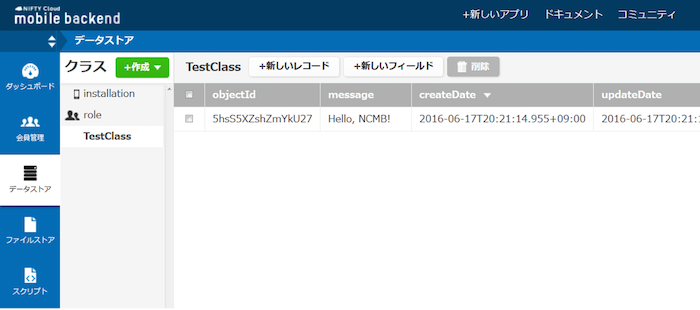 NIFTY Cloud
mobile backend
+新しいアプリ ドキュメント コミュニティ
データストア
ダッシュボード
会員管理
データストア
ファイルストア
スクリプト
クラス +作成
installation
role
TestClass
TestClass +新しいレコード +新しいフィールド 削除
objectId message createDate updateDate
5hsS5XZshZmYkU27 Hello, NCMB! 2016-06-17T20:21:14.955+09:00 2016-06-17T20:21: